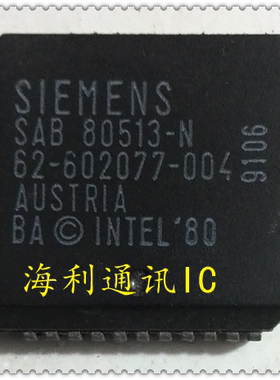 SIEMENS
SAB 80513-N
62-602077-004
AUSTRIA
BA © INTEL '80
9106
海利通讯IC